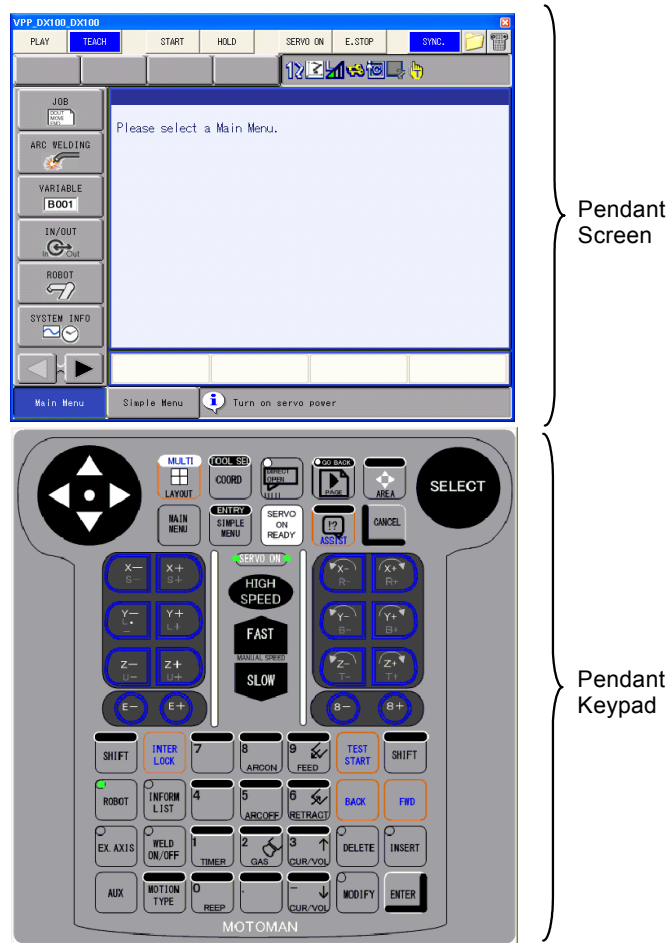 VPP_DX100_DX100
PLAY TEACH START HOLD SERVO ON E.STOP SYNC.
JOB
DOUT
MOVE
END
ARC WELDING
VARIABLE
B001
IN/OUT
In Out
ROBOT
SYSTEM INFO
Please select a Main Menu.
Main Menu Simple Menu Turn on servo power
Pendant
Screen
MULTI
LAYOUT
TOOL SEL
COORD
DIRECT
OPEN
GO BACK
PAGE
AREA
SELECT
MAIN
MENU
ENTRY
SIMPLE
MENU
SERVO
ON
READY
!?
ASSIST
CANCEL
SERVO ON
X− X+ HIGH X- X+
S− S+ SPEED R- R+
Y− Y+ FAST Y- Y+
L− L+ B- B+
MANUAL SPEED
Z− Z+ SLOW Z- Z+
U− U+ T- T+
E− E+ 8- 8+
SHIFT
INTER
LOCK
7
8
ARCON
9
FEED
TEST
START
SHIFT
ROBOT
INFORM
LIST
4
5
ARCOFF
6
RETRACT
BACK
FWD
EX.AXIS
WELD
ON/OFF
1
TIMER
2
GAS
3
CUR/VOL
DELETE
INSERT
AUX
MOTION
TYPE
0
REEP
.
-
CUR/VOL
MODIFY
ENTER
MOTOMAN
Pendant
Keypad